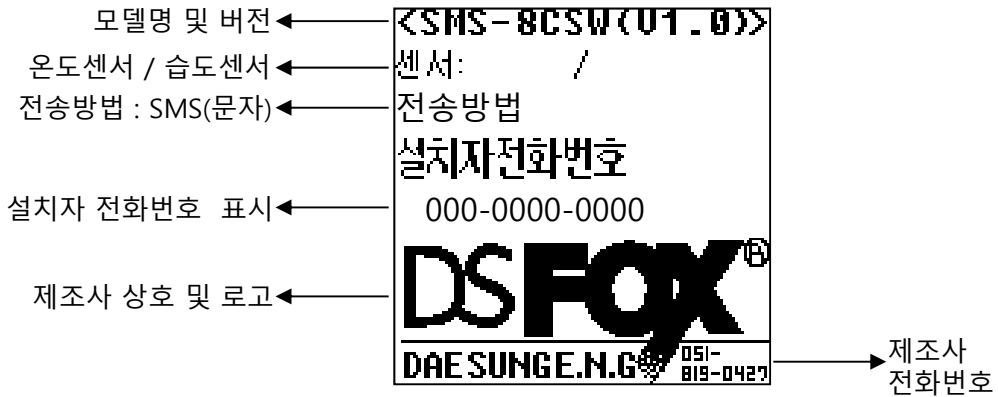 모델명 및 버전
<SMS-8CSW(V1.0)>
온도센서 / 습도센서
센서: /
전송방법 : SMS(문자)
전송방법
설치자전화번호
설치자 전화번호 표시
000-0000-0000
제조사 상호 및 로고
DSFOX®
DAESUNGE.N.G
051-
819-0427
제조사
전화번호